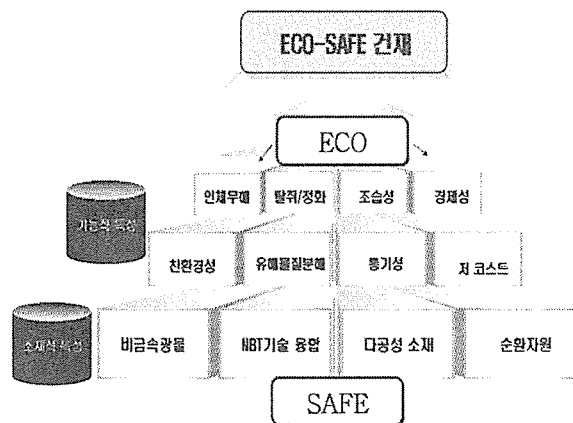 ECO-SAFE 건재
ECO
인체무해 탈취/정화 조습성 경제성
기능적 특성
친환경성 유해물질분해 통기성 저 코스트
소재적 특성
비금속광물 NBT기술 융합 다공성 소재 순환자원
SAFE